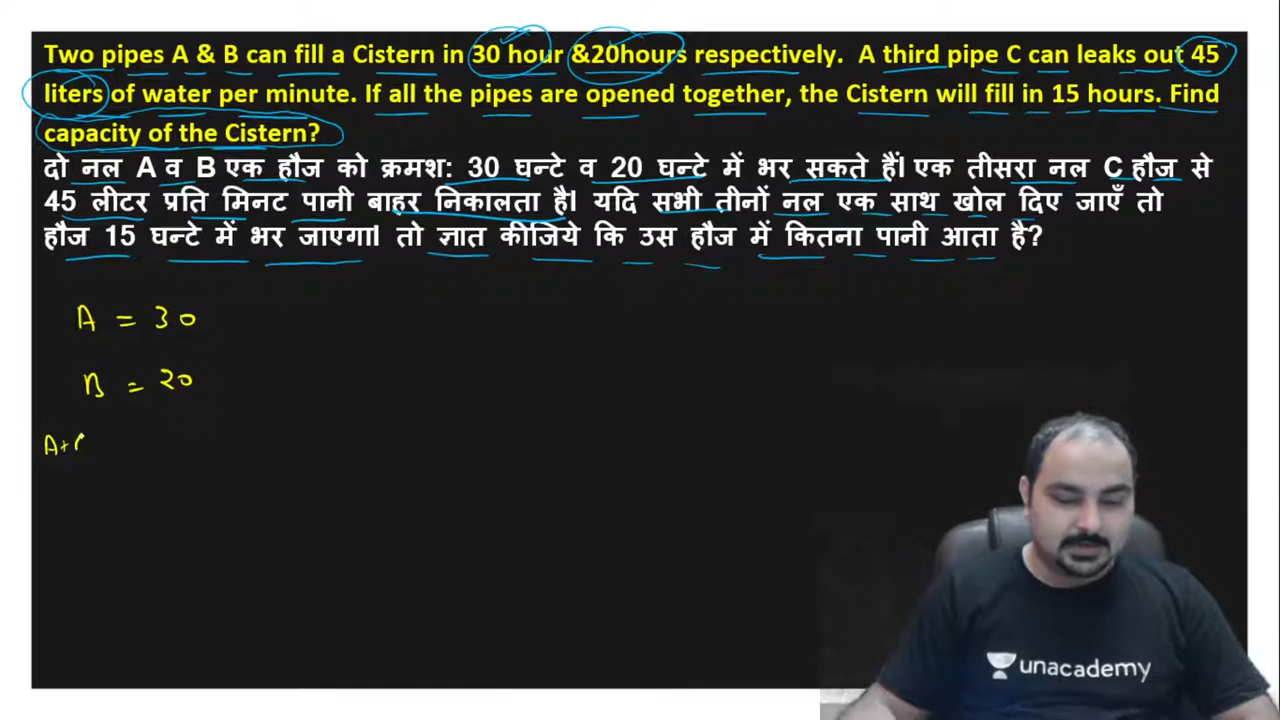 Two pipes A & B can fill a Cistern in 30 hour &20hours respectively. A third pipe C can leaks out 45
liters of water per minute. If all the pipes are opened together, the Cistern will fill in 15 hours. Find
capacity of the Cistern?
दो नल A व B एक हौज को क्रमश: 30 घन्टे व 20 घन्टे में भर सकते हैं। एक तीसरा नल C हौज से
45 लीटर प्रति मिनट पानी बाहर निकालता है। यदि सभी तीनों नल एक साथ खोल दिए जाएँ तो
हौज 15 घन्टे में भर जाएगा। तो ज्ञात कीजिये कि उस हौज में कितना पानी आता है?
A = 30
B = 20
A+
unacademy